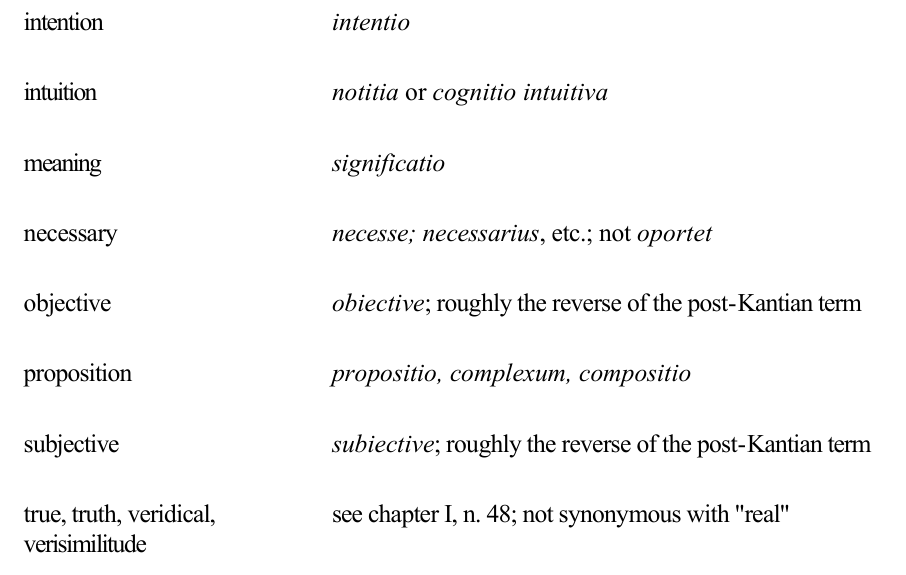 intention intentio
intuition notitia or cognitio intuitiva
meaning significatio
necessary necesse; necessarius, etc.; not oportet
objective obiective; roughly the reverse of the post-Kantian term
proposition propositio, complexum, compositio
subjective subiective; roughly the reverse of the post-Kantian term
true, truth, veridical, see chapter I, n. 48; not synonymous with "real"
verisimilitude